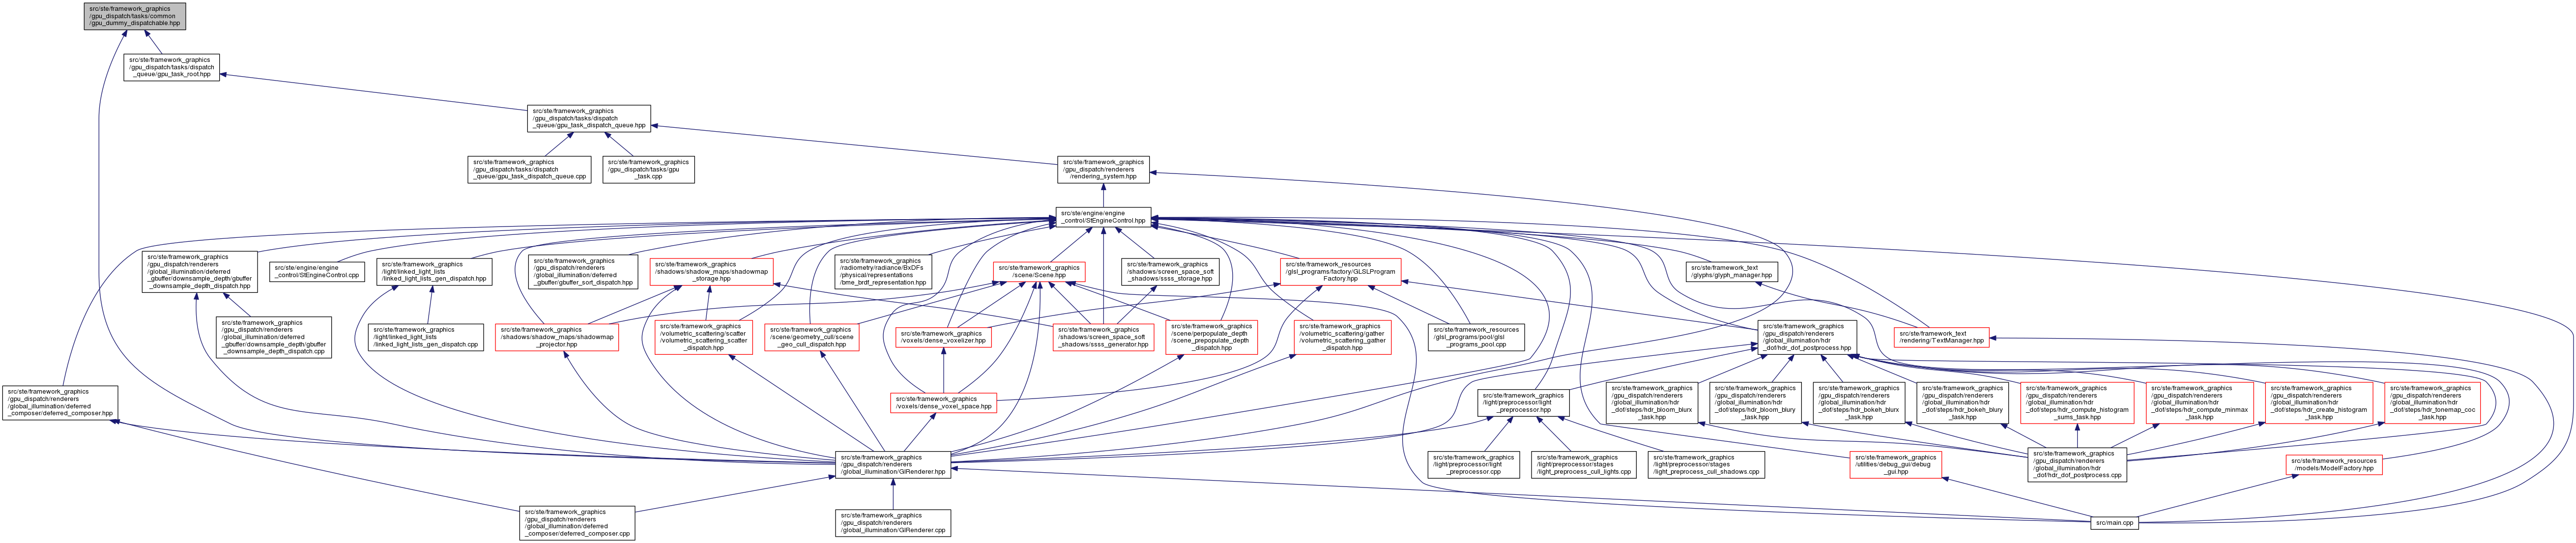 src/ste/framework_graphics
/gpu_dispatch/tasks/common
/gpu_dummy_dispatchable.hpp
src/ste/framework_graphics
/gpu_dispatch/tasks/dispatch
_queue/gpu_task_root.hpp
src/ste/framework_graphics
/gpu_dispatch/tasks/dispatch
_queue/gpu_task_dispatch_queue.hpp
src/ste/framework_graphics
/gpu_dispatch/tasks/dispatch
_queue/gpu_task_dispatch_queue.cpp
src/ste/framework_graphics
/gpu_dispatch/tasks/gpu
_task.cpp
src/ste/framework_graphics
/gpu_dispatch/renderers
/rendering_system.hpp
src/ste/engine/engine
_control/StEngineControl.hpp
src/ste/framework_graphics
/gpu_dispatch/renderers
/global_illumination/deferred
_gbuffer/downsample_depth/gbuffer
_downsample_depth_dispatch.hpp
src/ste/engine/engine
_control/StEngineControl.cpp
src/ste/framework_graphics
/light/linked_light_lists
/linked_light_lists_gen_dispatch.hpp
src/ste/framework_graphics
/gpu_dispatch/renderers
/global_illumination/deferred
_gbuffer/gbuffer_sort_dispatch.hpp
src/ste/framework_graphics
/shadows/shadow_maps/shadowmap
_storage.hpp
src/ste/framework_graphics
/radiometry/radiance/BxDFs
/physical/representations
/bme_brdf_representation.hpp
src/ste/framework_graphics
/scene/Scene.hpp
src/ste/framework_graphics
/shadows/screen_space_soft
_shadows/ssss_storage.hpp
src/ste/framework_resources
/glsl_programs/factory/GLSLProgram
Factory.hpp
src/ste/framework_text
/glyphs/glyph_manager.hpp
src/ste/framework_graphics
/gpu_dispatch/renderers
/global_illumination/deferred
_gbuffer/downsample_depth/gbuffer
_downsample_depth_dispatch.cpp
src/ste/framework_graphics
/light/linked_light_lists
/linked_light_lists_gen_dispatch.cpp
src/ste/framework_graphics
/shadows/shadow_maps/shadowmap
_projector.hpp
src/ste/framework_graphics
/volumetric_scattering/scatter
/volumetric_scattering_scatter
_dispatch.hpp
src/ste/framework_graphics
/scene/geometry_cull/scene
_geo_cull_dispatch.hpp
src/ste/framework_graphics
/voxels/dense_voxelizer.hpp
src/ste/framework_graphics
/shadows/screen_space_soft
_shadows/ssss_generator.hpp
src/ste/framework_graphics
/scene/perpopulate_depth
/scene_prepopulate_depth
_dispatch.hpp
src/ste/framework_graphics
/volumetric_scattering/gather
/volumetric_scattering_gather
_dispatch.hpp
src/ste/framework_resources
/glsl_programs/pool/glsl
_programs_pool.cpp
src/ste/framework_graphics
/gpu_dispatch/renderers
/global_illumination/hdr
_dof/hdr_dof_postprocess.hpp
src/ste/framework_text
/rendering/TextManager.hpp
src/ste/framework_graphics
/gpu_dispatch/renderers
/global_illumination/deferred
_composer/deferred_composer.hpp
src/ste/framework_graphics
/voxels/dense_voxel_space.hpp
src/ste/framework_graphics
/light/preprocessor/light
_preprocessor.hpp
src/ste/framework_graphics
/gpu_dispatch/renderers
/global_illumination/hdr
_dof/steps/hdr_bloom_blurx
_task.hpp
src/ste/framework_graphics
/gpu_dispatch/renderers
/global_illumination/hdr
_dof/steps/hdr_bloom_blury
_task.hpp
src/ste/framework_graphics
/gpu_dispatch/renderers
/global_illumination/hdr
_dof/steps/hdr_bokeh_blurx
_task.hpp
src/ste/framework_graphics
/gpu_dispatch/renderers
/global_illumination/hdr
_dof/steps/hdr_bokeh_blury
_task.hpp
src/ste/framework_graphics
/gpu_dispatch/renderers
/global_illumination/hdr
_dof/steps/hdr_compute_histogram
_sums_task.hpp
src/ste/framework_graphics
/gpu_dispatch/renderers
/global_illumination/hdr
_dof/steps/hdr_compute_minmax
_task.hpp
src/ste/framework_graphics
/gpu_dispatch/renderers
/global_illumination/hdr
_dof/steps/hdr_create_histogram
_task.hpp
src/ste/framework_graphics
/gpu_dispatch/renderers
/global_illumination/hdr
_dof/steps/hdr_tonemap_coc
_task.hpp
src/ste/framework_graphics
/gpu_dispatch/renderers
/global_illumination/GIRenderer.hpp
src/ste/framework_graphics
/light/preprocessor/light
_preprocessor.cpp
src/ste/framework_graphics
/light/preprocessor/stages
/light_preprocess_cull_lights.cpp
src/ste/framework_graphics
/light/preprocessor/stages
/light_preprocess_cull_shadows.cpp
src/ste/framework_graphics
/utilities/debug_gui/debug
_gui.hpp
src/ste/framework_graphics
/gpu_dispatch/renderers
/global_illumination/hdr
_dof/hdr_dof_postprocess.cpp
src/ste/framework_resources
/models/ModelFactory.hpp
src/ste/framework_graphics
/gpu_dispatch/renderers
/global_illumination/deferred
_composer/deferred_composer.cpp
src/ste/framework_graphics
/gpu_dispatch/renderers
/global_illumination/GIRenderer.cpp
src/main.cpp